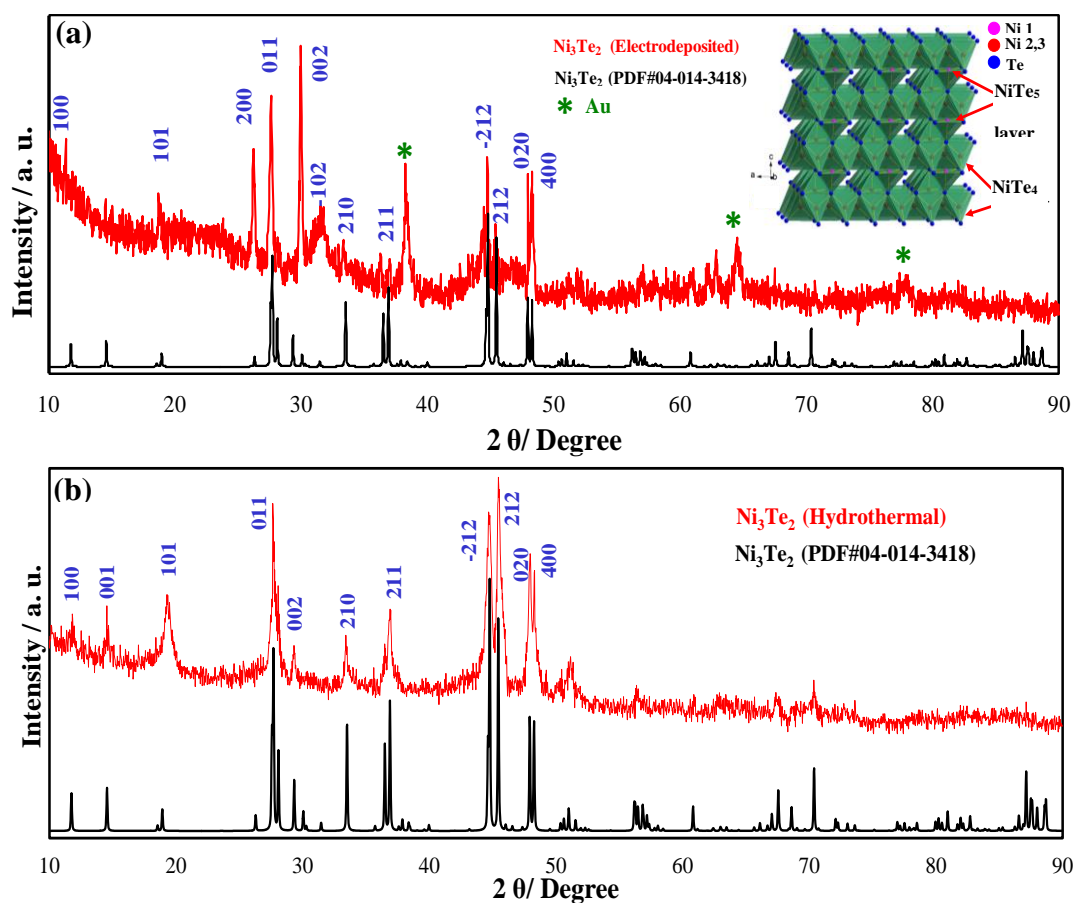 (a)
Intensity / a. u.
100
101
200
011
002
-102
210
211
-212
212
020
400
Ni₃Te₂ (Electrodeposited)
Ni₃Te₂ (PDF#04-014-3418)
* Au
*
*
*
Ni 1
Ni 2,3
Te
NiTe₅
layer
NiTe₄
c
a
b
10 20 30 40 50 60 70 80 90
2 θ/ Degree
(b)
Intensity / a. u.
100
001
101
011
002
210
211
-212
212
020
400
Ni₃Te₂ (Hydrothermal)
Ni₃Te₂ (PDF#04-014-3418)
10 20 30 40 50 60 70 80 90
2 θ/ Degree